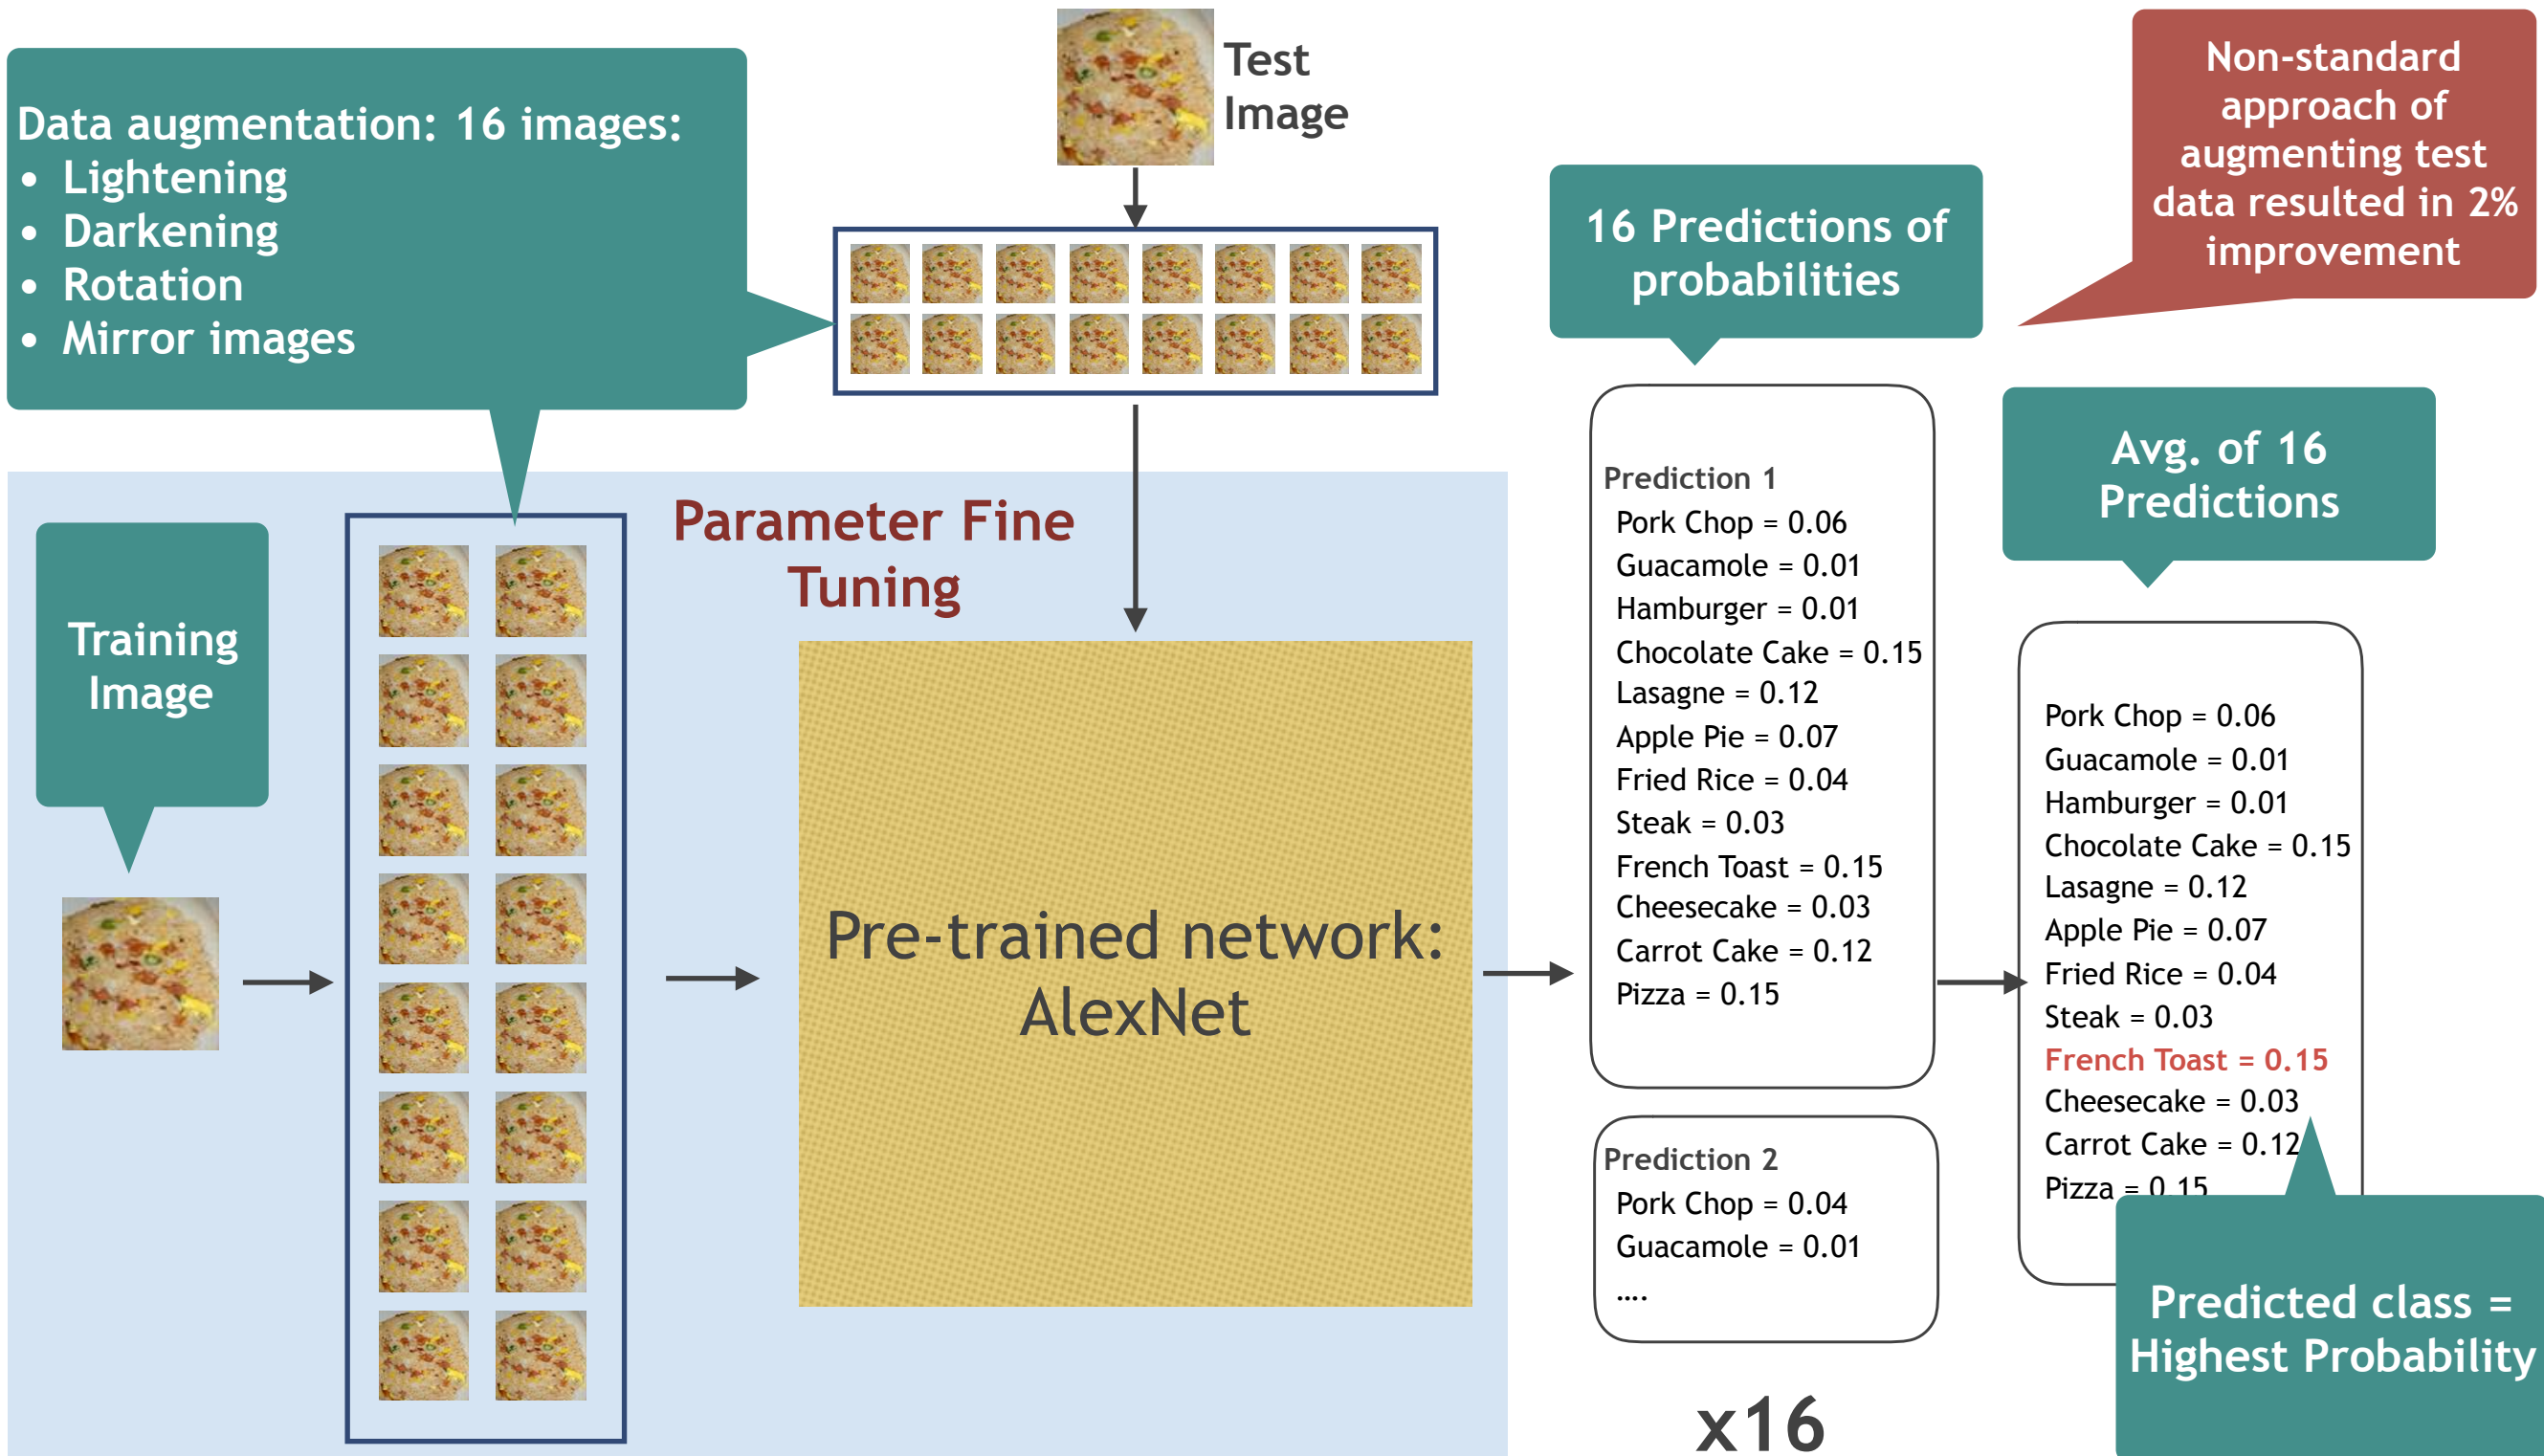 Data augmentation: 16 images:
• Lightening
• Darkening
• Rotation
• Mirror images
Test
Image
16 Predictions of
probabilities
Non-standard
approach of
augmenting test
data resulted in 2%
improvement
Training
Image
Parameter Fine
Tuning
Pre-trained network:
AlexNet
Prediction 1
Pork Chop = 0.06
Guacamole = 0.01
Hamburger = 0.01
Chocolate Cake = 0.15
Lasagne = 0.12
Apple Pie = 0.07
Fried Rice = 0.04
Steak = 0.03
French Toast = 0.15
Cheesecake = 0.03
Carrot Cake = 0.12
Pizza = 0.15
Prediction 2
Pork Chop = 0.04
Guacamole = 0.01
....
x16
Avg. of 16
Predictions
Pork Chop = 0.06
Guacamole = 0.01
Hamburger = 0.01
Chocolate Cake = 0.15
Lasagne = 0.12
Apple Pie = 0.07
Fried Rice = 0.04
Steak = 0.03
French Toast = 0.15
Cheesecake = 0.03
Carrot Cake = 0.12
Pizza = 0.15
Predicted class =
Highest Probability